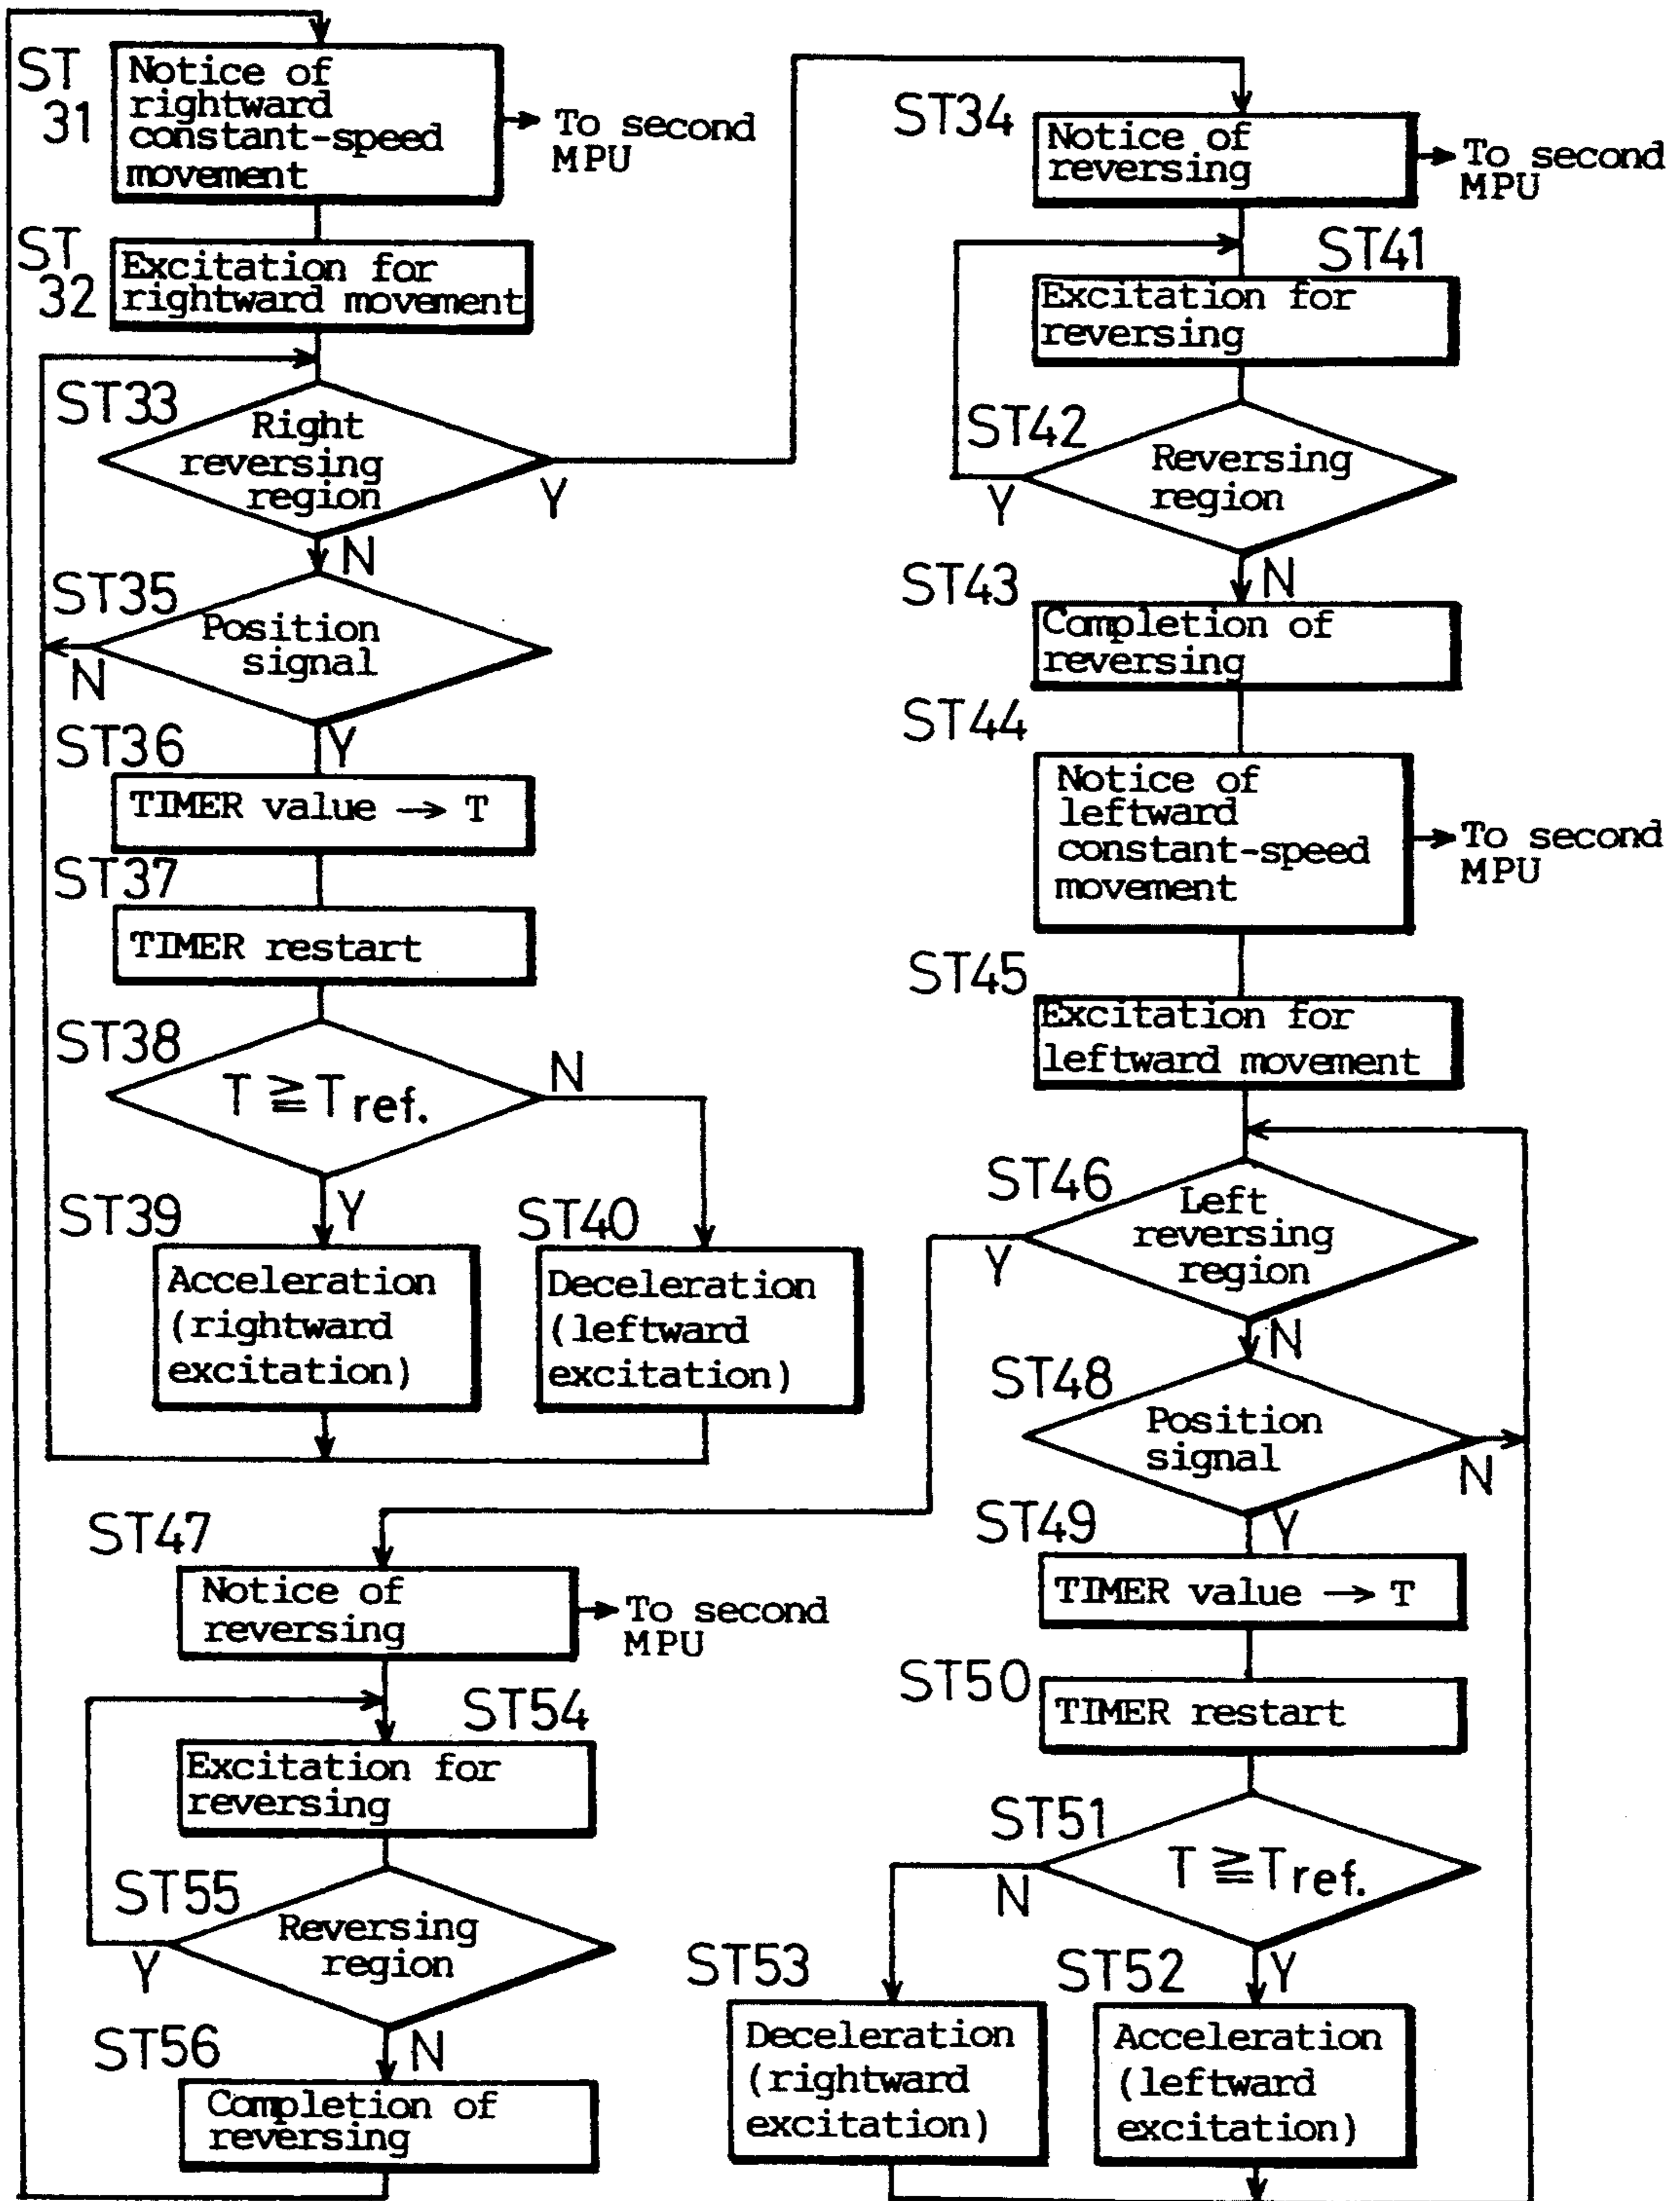 ST
31
Notice of
rightward
constant-speed
movement
To second
MPU
ST
32
Excitation for
rightward movement
ST33
Right
reversing
region
Y
N
ST35
Position
signal
N
Y
ST36
TIMER value → T
ST37
TIMER restart
ST38
T ≧ Tref.
N
Y
ST39
Acceleration
(rightward
excitation)
ST40
Deceleration
(leftward
excitation)
ST34
Notice of
reversing
To second
MPU
ST41
Excitation for
reversing
ST42
Reversing
region
Y
N
ST43
Completion of
reversing
ST44
Notice of
leftward
constant-speed
movement
To second
MPU
ST45
Excitation for
leftward movement
ST46
Left
reversing
region
Y
N
ST48
Position
signal
N
Y
ST49
TIMER value → T
ST50
TIMER restart
ST51
T ≧ Tref.
N
Y
ST53
Deceleration
(rightward
excitation)
ST52
Acceleration
(leftward
excitation)
ST47
Notice of
reversing
To second
MPU
ST54
Excitation for
reversing
ST55
Reversing
region
Y
N
ST56
Completion of
reversing